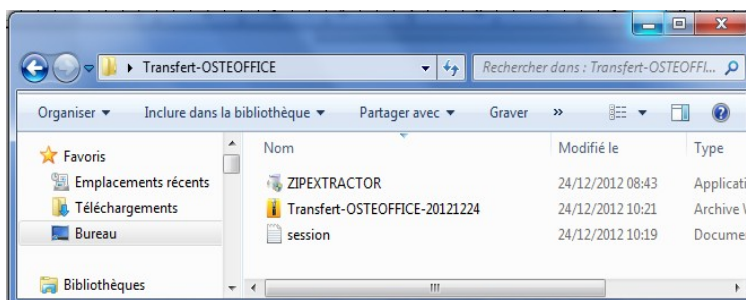 Transfert-OSTEOFFICE
Rechercher dans : Transfert-OSTEOFFI...
Organiser Inclure dans la bibliothèque Partager avec Graver »
Favoris
Emplacements récents
Téléchargements
Bureau
Bibliothèques
Nom Modifié le Type
ZIPEXTRACTOR 24/12/2012 08:43 Applicati
Transfert-OSTEOFFICE-20121224 24/12/2012 10:21 Archive W
session 24/12/2012 10:19 Documen